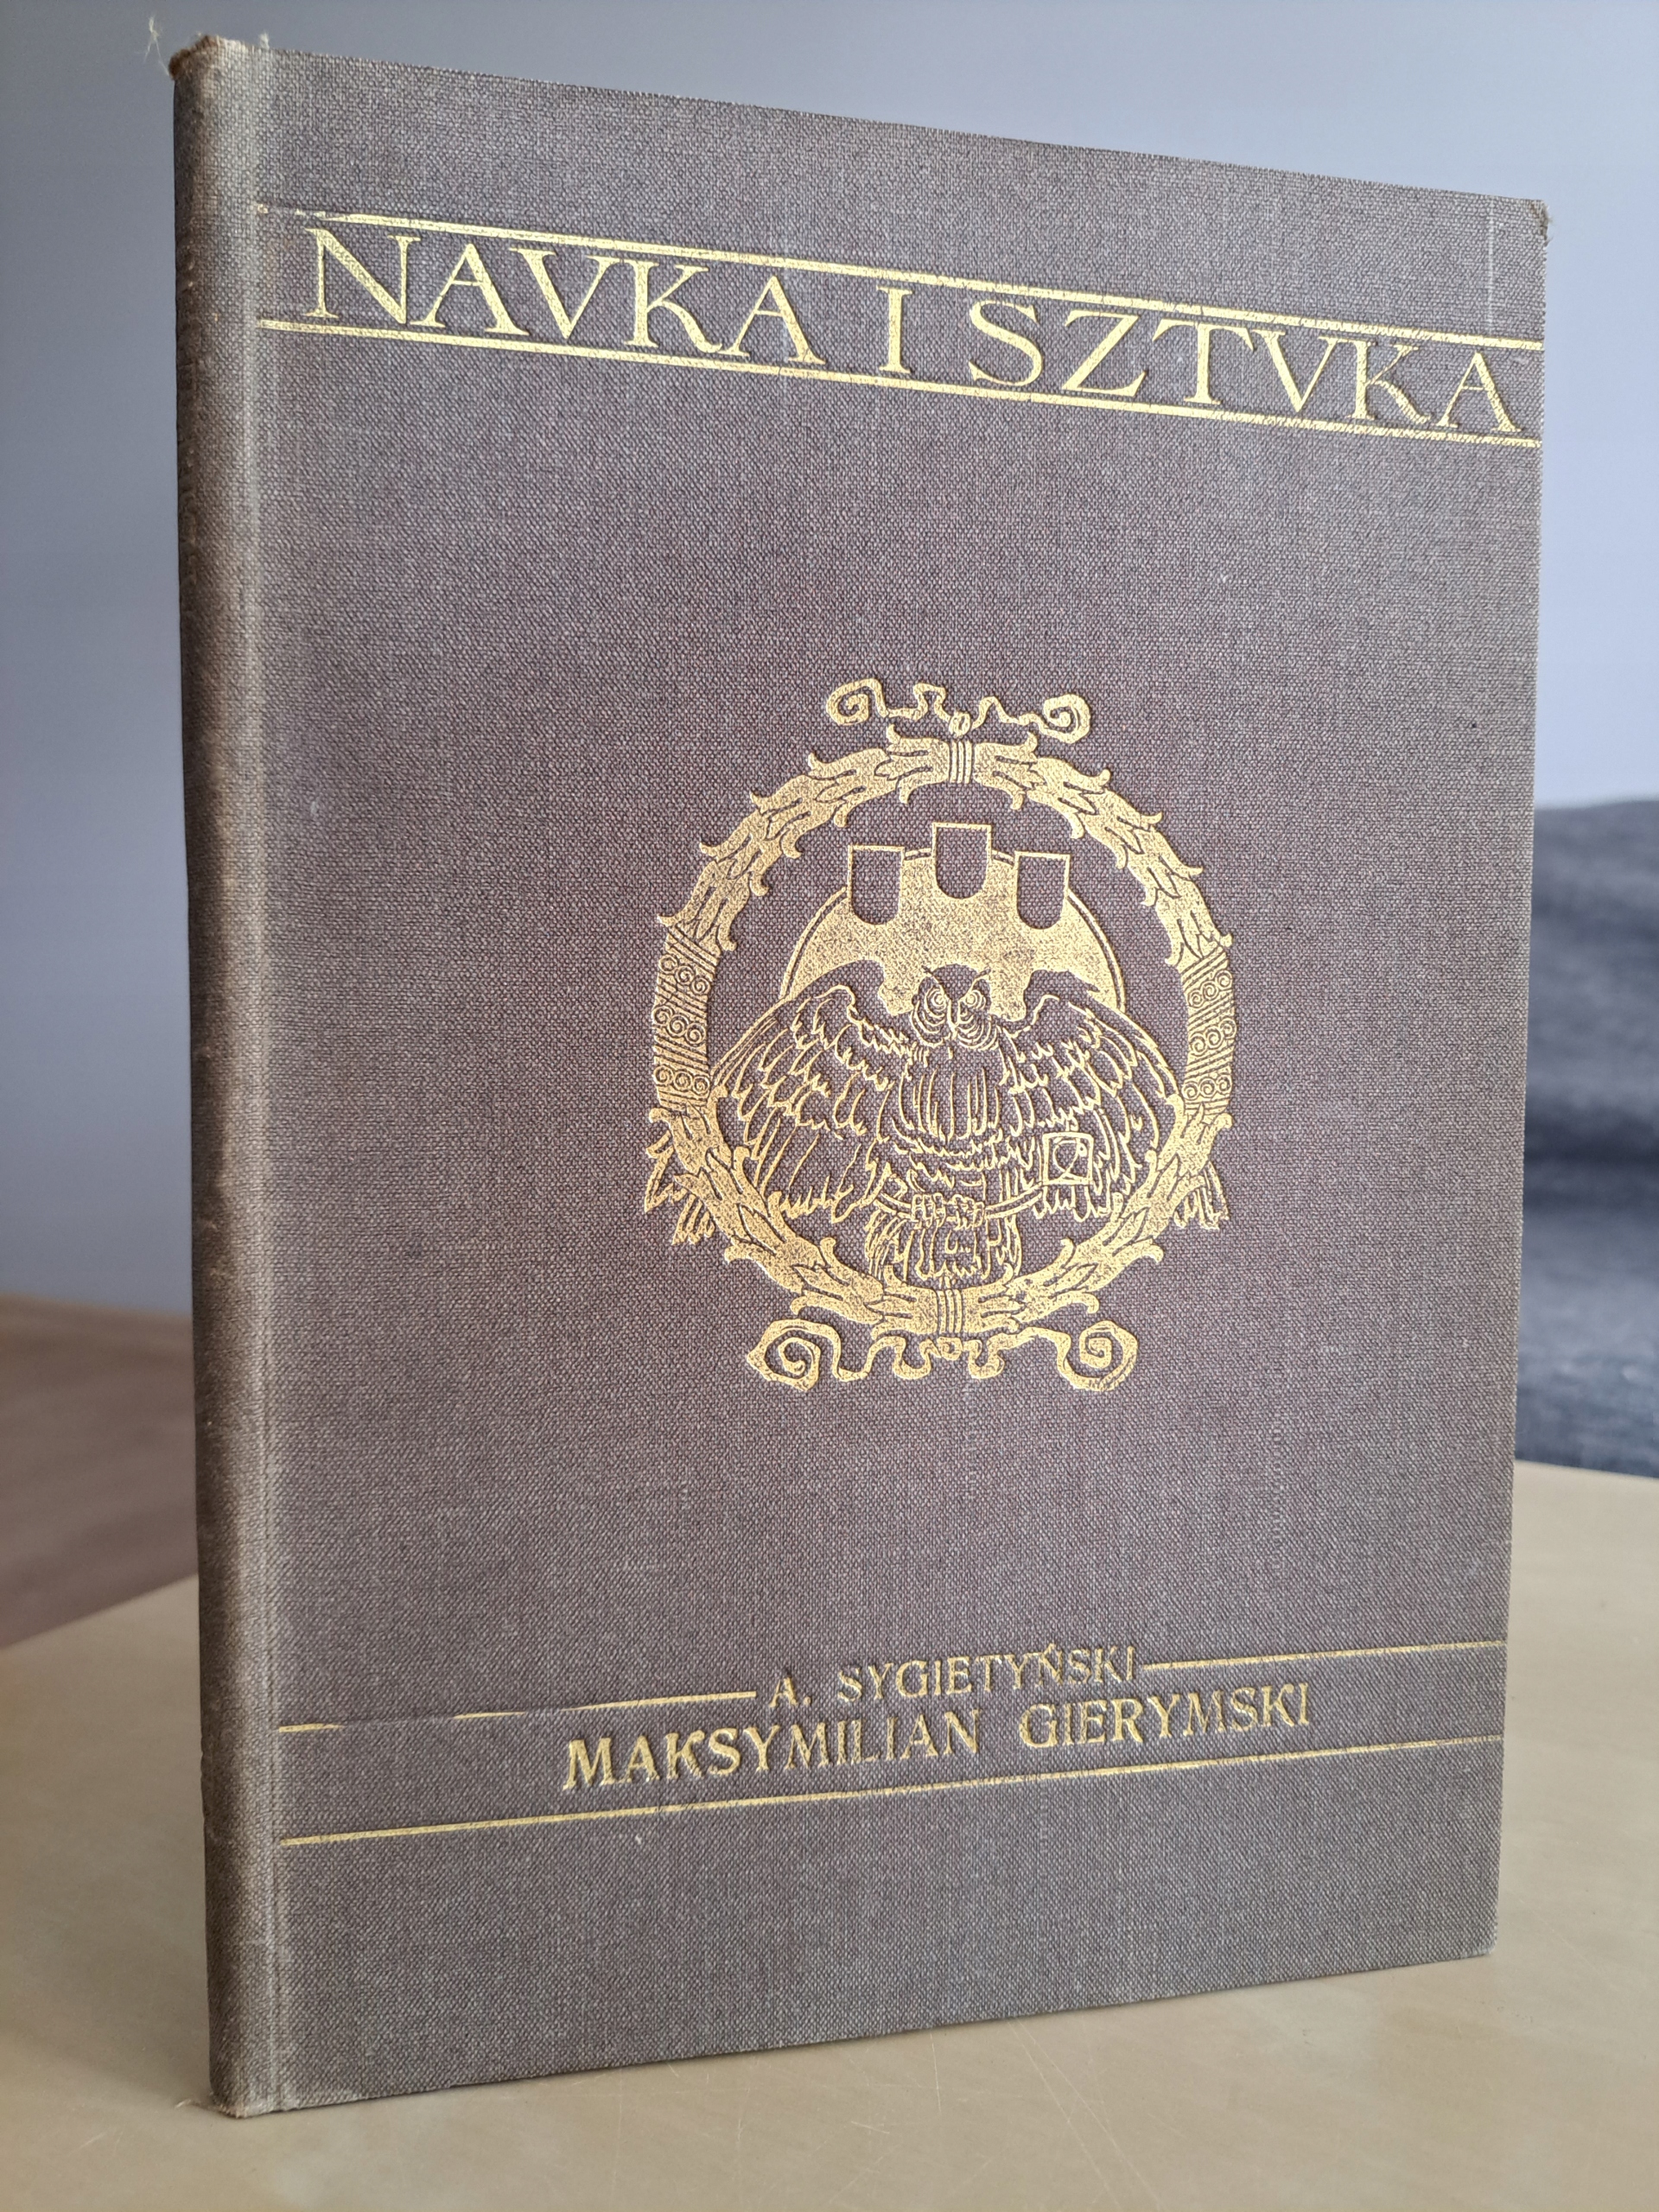 NAVKA I SZTVKA
A. SYGIETYŃSKI
MAKSYMILIAN GIERYMSKI